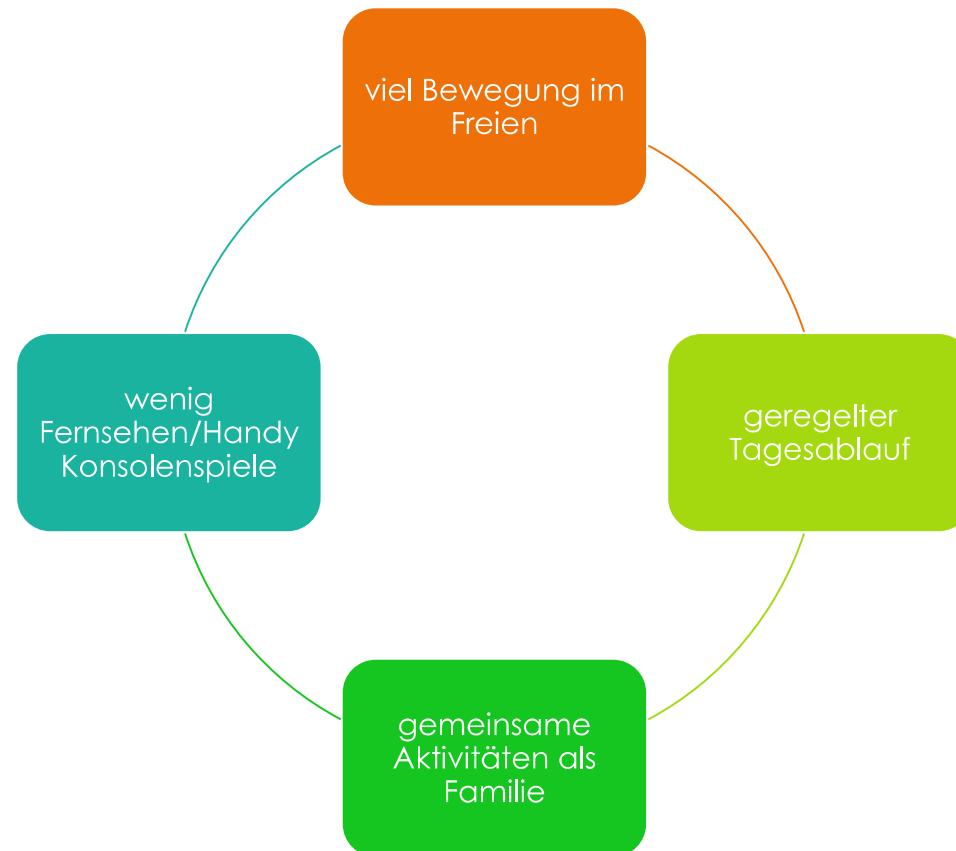 viel Bewegung im
Freien
geregelter
Tagesablauf
gemeinsame
Aktivitäten als
Familie
wenig
Fernsehen/Handy
Konsolenspiele